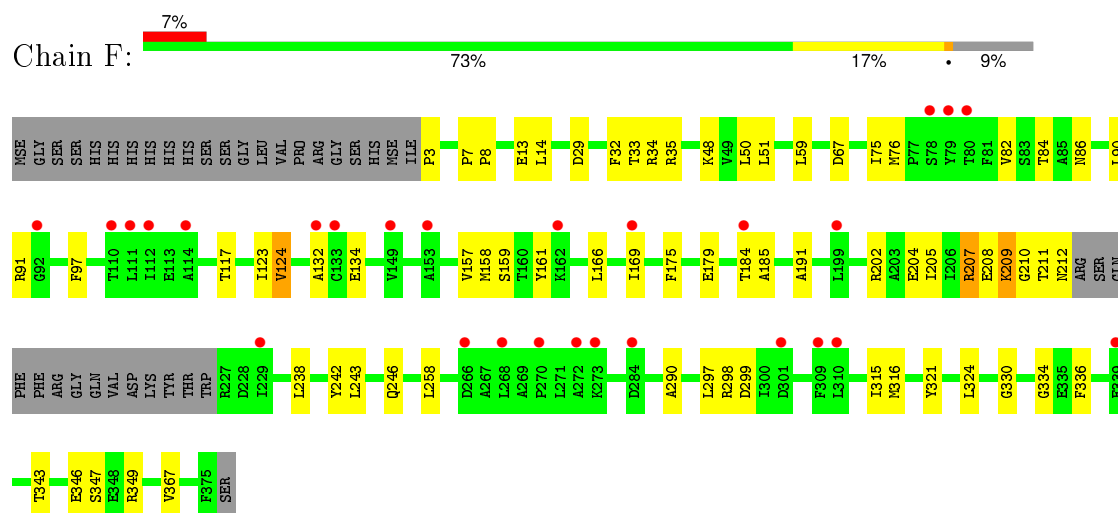 7%
Chain F:
73% 17% • 9%
MSE GLY SER SER HIS HIS HIS HIS HIS HIS SER SER GLY LEU VAL PRO ARG GLY SER HIS MSE ILE P3 P7 P8 E13 L14 D29 F32 T33 R34 R35 K48 V49 L50 L51 L59 D67 I75 M76 P77 S78 Y79 T80 F81 V82 S83 T84 A85 N86 L90
R91 G92 F97 T110 L111 I112 E113 A114 T117 I123 V124 A132 C133 E134 V149 A153 V157 M158 S159 T160 Y161 K162 L166 I169 F175 E179 T184 A185 A191 L199 R202 A203 E204 I205 I206 R207 E208 K209 G210 T211 N212 ARG SER GLN
PHE PHE ARG GLY GLN VAL ASP LYS TYR THR TRP R227 D228 I229 L238 Y242 L243 Q246 L258 D266 A267 L268 A269 P270 L271 A272 K273 D284 A290 L297 R298 D299 I300 D301 F309 L310 I315 M316 Y321 L324 G330 G334 E335 F336 E339
T343 E346 S347 E348 R349 V367 F375 SER